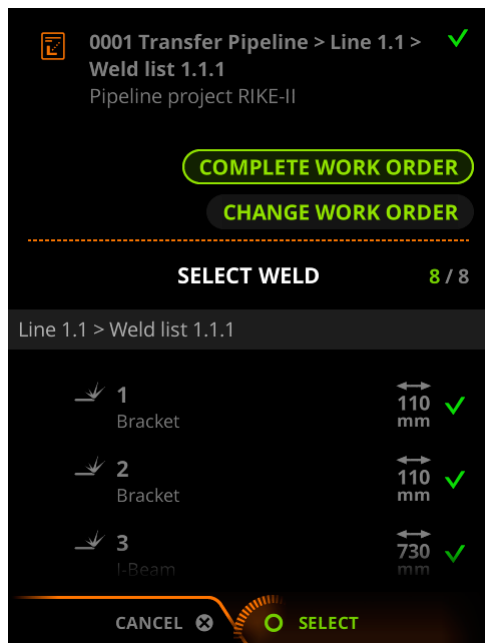 0001 Transfer Pipeline > Line 1.1 >
Weld list 1.1.1
Pipeline project RIKE-II
COMPLETE WORK ORDER
CHANGE WORK ORDER
SELECT WELD 8 / 8
Line 1.1 > Weld list 1.1.1
1 110 mm
Bracket
2 110 mm
Bracket
3 730 mm
I-Beam
CANCEL SELECT